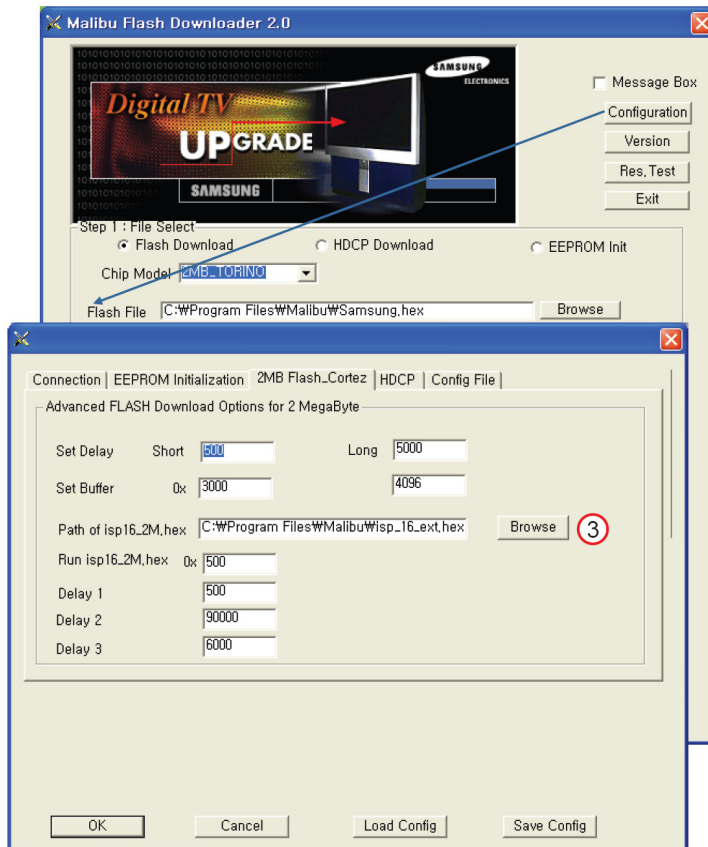 Malibu Flash Downloader 2.0
SAMSUNG
ELECTRONICS
Digital TV
UPGRADE
SAMSUNG
Message Box
Configuration
Version
Res. Test
Exit
Step 1 : File Select
Flash Download HDCP Download EEPROM Init
Chip Model 2MB_TORINO
Flash File C:₩Program Files₩Malibu₩Samsung.hex Browse
Connection EEPROM Initialization 2MB Flash_Cortez HDCP Config File
Advanced FLASH Download Options for 2 MegaByte
Set Delay Short 500 Long 5000
Set Buffer 0x 3000 4096
Path of isp16_2M.hex C:₩Program Files₩Malibu₩isp_16_ext.hex Browse 3
Run isp16_2M.hex 0x 500
Delay 1 500
Delay 2 90000
Delay 3 6000
OK Cancel Load Config Save Config